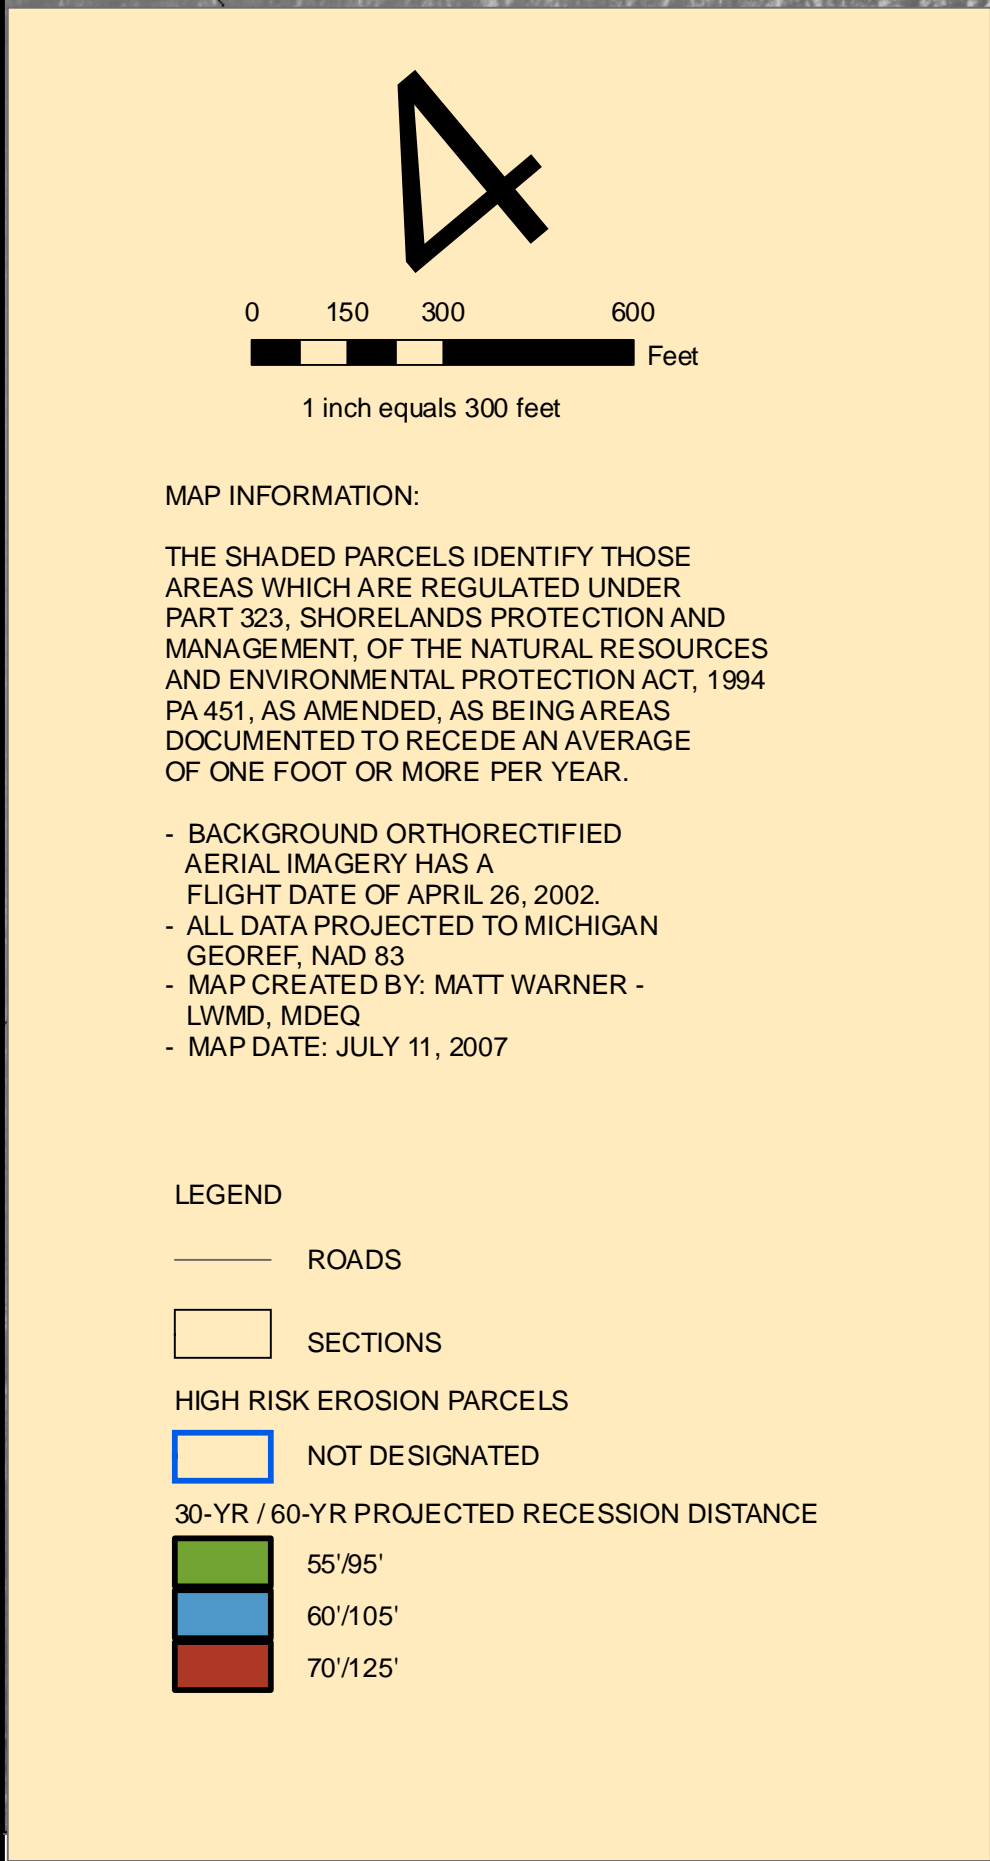 0 150 300 600
Feet
1 inch equals 300 feet
MAP INFORMATION:
THE SHADED PARCELS IDENTIFY THOSE
AREAS WHICH ARE REGULATED UNDER
PART 323, SHORELANDS PROTECTION AND
MANAGEMENT, OF THE NATURAL RESOURCES
AND ENVIRONMENTAL PROTECTION ACT, 1994
PA 451, AS AMENDED, AS BEING AREAS
DOCUMENTED TO RECEDE AN AVERAGE
OF ONE FOOT OR MORE PER YEAR.
- BACKGROUND ORTHORECTIFIED
AERIAL IMAGERY HAS A
FLIGHT DATE OF APRIL 26, 2002.
- ALL DATA PROJECTED TO MICHIGAN
GEOREF, NAD 83
- MAP CREATED BY: MATT WARNER -
LWMD, MDEQ
- MAP DATE: JULY 11, 2007
LEGEND
ROADS
SECTIONS
HIGH RISK EROSION PARCELS
NOT DESIGNATED
30-YR / 60-YR PROJECTED RECESSION DISTANCE
55'/95'
60'/105'
70'/125'